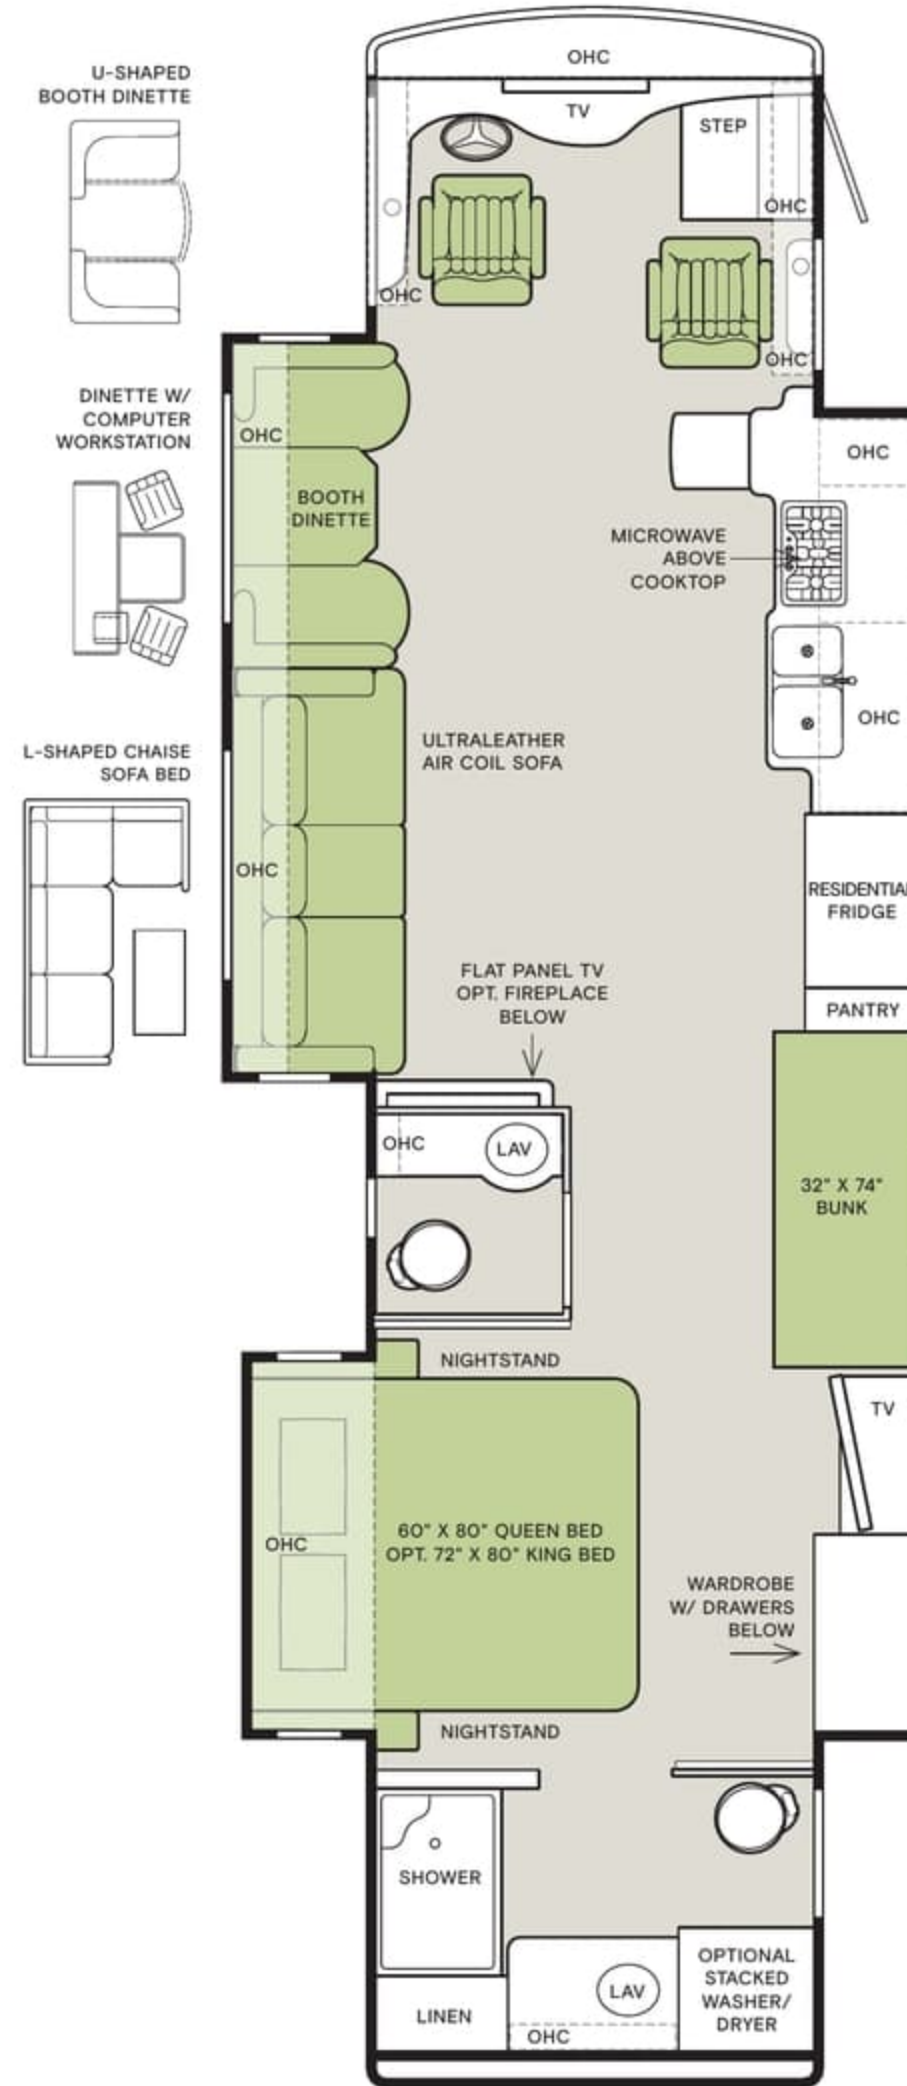 OHC
U-SHAPED
BOOTH DINETTE
TV
STEP
OHC
OHC
OHC
DINETTE W/
COMPUTER
WORKSTATION
OHC
OHC
BOOTH
DINETTE
MICROWAVE
ABOVE
COOKTOP
OHC
L-SHAPED CHAISE
SOFA BED
ULTRALEATHER
AIR COIL SOFA
OHC
RESIDENTIAL
FRIDGE
FLAT PANEL TV
OPT. FIREPLACE
BELOW
PANTRY
OHC
LAV
32" X 74"
BUNK
NIGHTSTAND
TV
60" X 80" QUEEN BED
OPT. 72" X 80" KING BED
OHC
WARDROBE
W/ DRAWERS
BELOW
NIGHTSTAND
SHOWER
OPTIONAL
STACKED
WASHER/
DRYER
LAV
LINEN
OHC